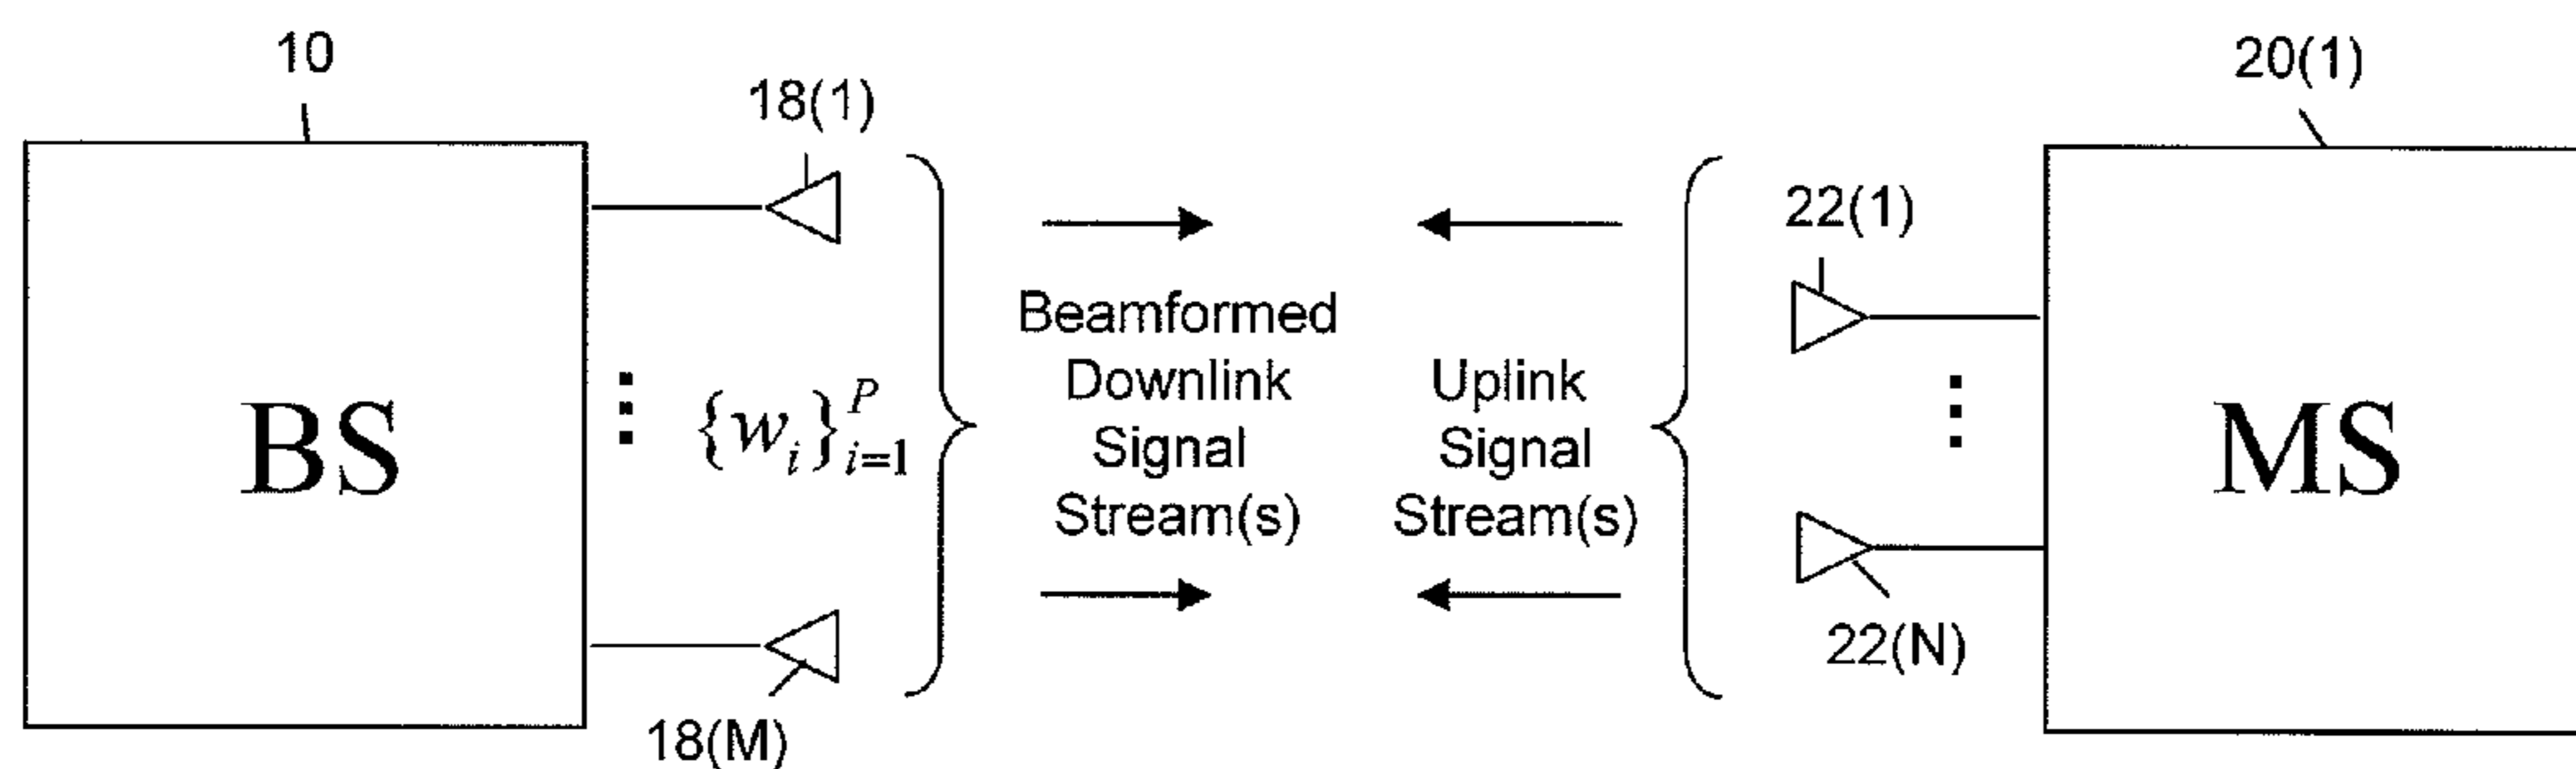 10
18(1)
20(1)
22(1)
BS
{w_i}_{i=1}^{P}
Beamformed
Downlink
Signal
Stream(s)
Uplink
Signal
Stream(s)
MS
22(N)
18(M)